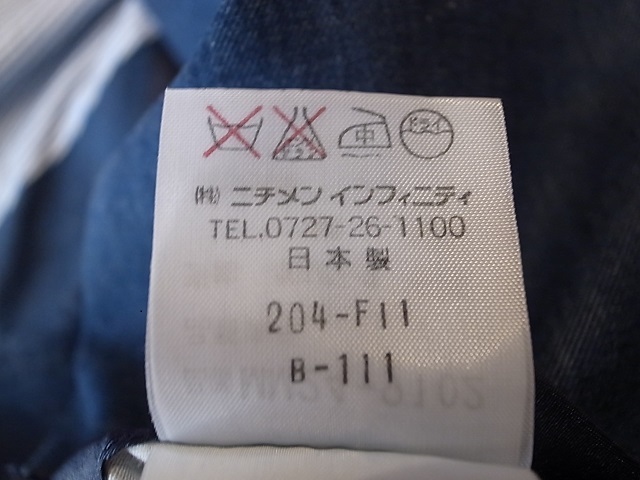 中 ドライ
(株) ニチメン インフィニティ
TEL.0727-26-1100
日本製
204-F11
B-111